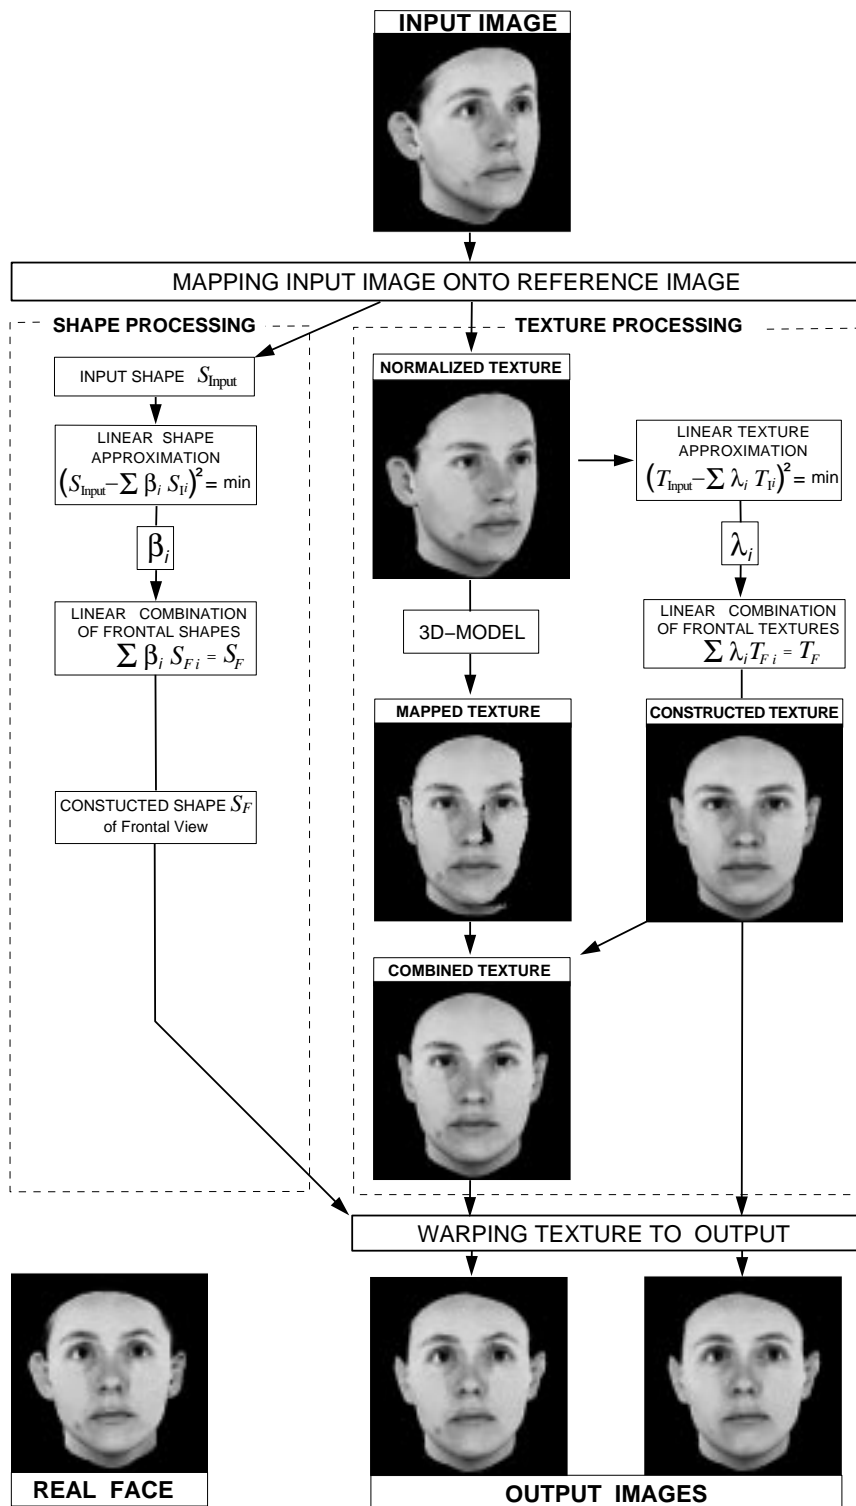 INPUT IMAGE
MAPPING INPUT IMAGE ONTO REFERENCE IMAGE
SHAPE PROCESSING
INPUT SHAPE S_Input
LINEAR SHAPE
APPROXIMATION
(S_Input − Σ β_i S_Ii)² = min
β_i
LINEAR COMBINATION
OF FRONTAL SHAPES
Σ β_i S_Fi = S_F
CONSTUCTED SHAPE S_F
of Frontal View
TEXTURE PROCESSING
NORMALIZED TEXTURE
LINEAR TEXTURE
APPROXIMATION
(T_Input − Σ λ_i T_Ii)² = min
λ_i
3D−MODEL
LINEAR COMBINATION
OF FRONTAL TEXTURES
Σ λ_i T_Fi = T_F
MAPPED TEXTURE
CONSTRUCTED TEXTURE
COMBINED TEXTURE
WARPING TEXTURE TO OUTPUT
REAL FACE
OUTPUT IMAGES